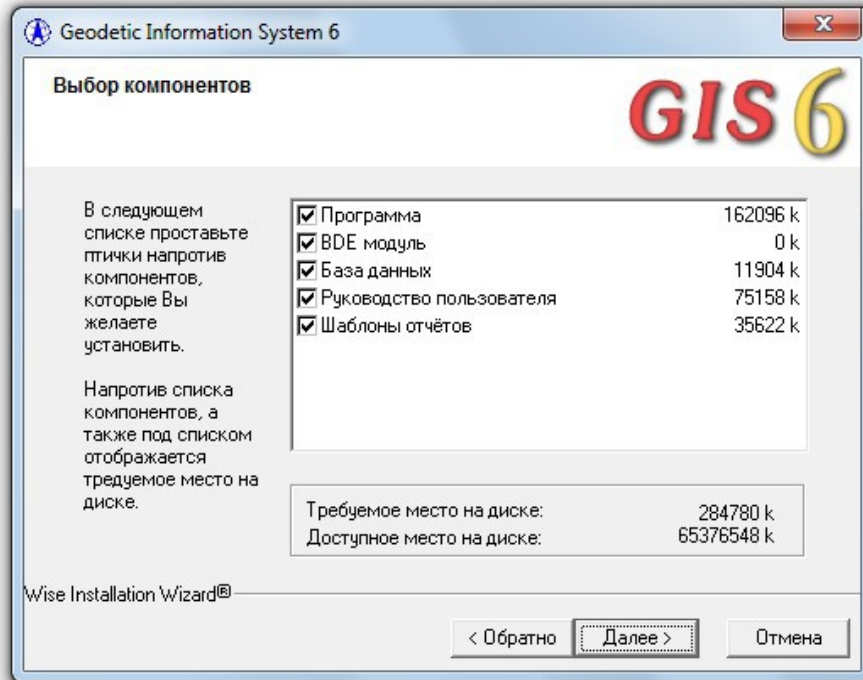 Geodetic Information System 6
x
Выбор компонентов
GIS 6
В следующем
списке проставьте
птички напротив
компонентов,
которые Вы
желаете
установить.
Напротив списка
компонентов, а
также под списком
отображается
тредуемое место на
диске.
Программа 162096 k
BDE модуль 0 k
База данных 11904 k
Руководство пользователя 75158 k
Шаблоны отчётов 35622 k
Требуемое место на диске: 284780 k
Доступное место на диске: 65376548 k
Wise Installation Wizard®
< Обратно Далее > Отмена